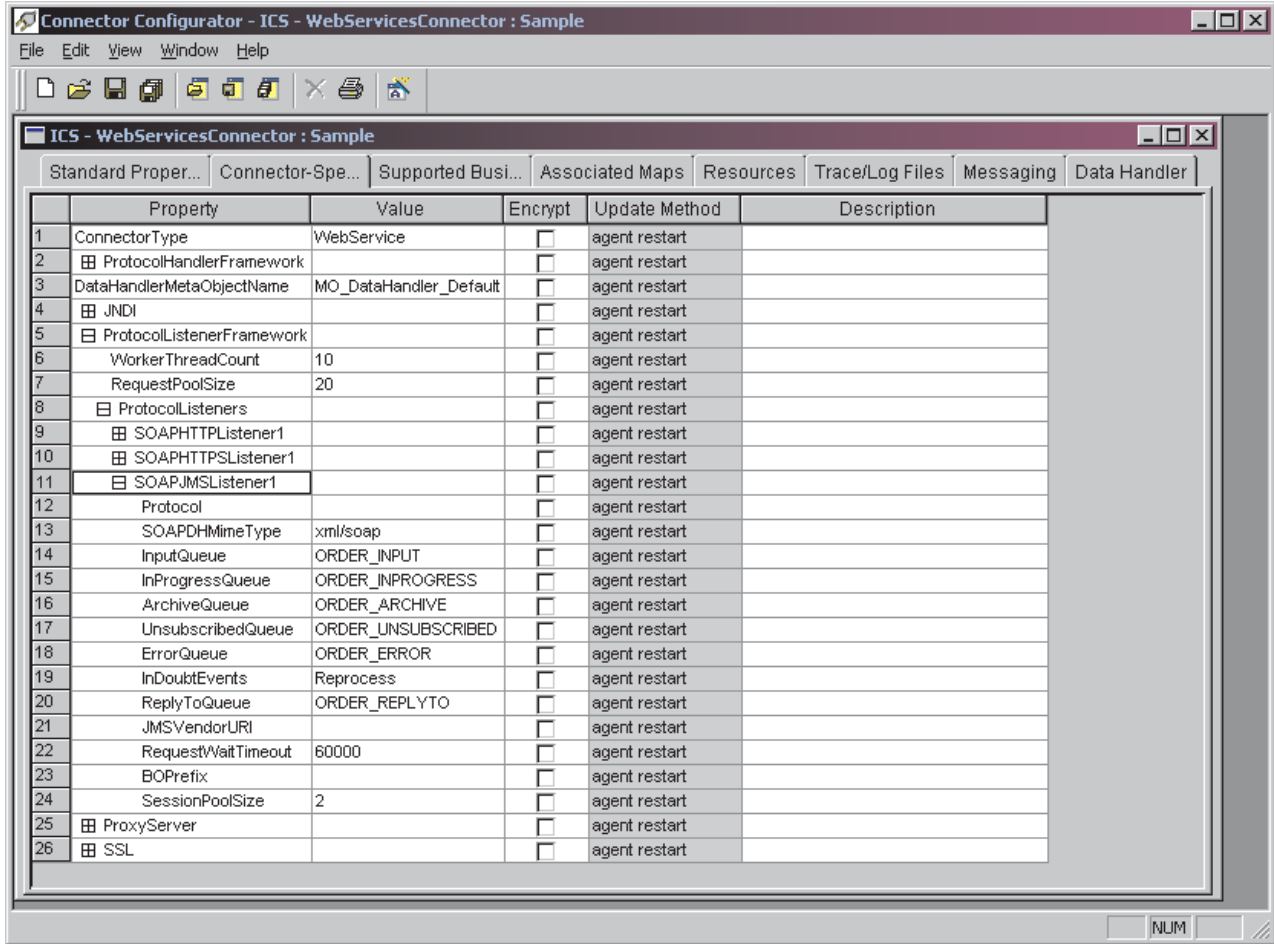 Connector Configurator - ICS - WebServicesConnector : Sample
File Edit View Window Help
ICS - WebServicesConnector : Sample
Standard Proper... Connector-Spe... Supported Busi... Associated Maps Resources Trace/Log Files Messaging Data Handler
Property Value Encrypt Update Method Description
1 ConnectorType WebService agent restart
2 ProtocolHandlerFramework agent restart
3 DataHandlerMetaObjectName MO_DataHandler_Default agent restart
4 JNDI agent restart
5 ProtocolListenerFramework agent restart
6 WorkerThreadCount 10 agent restart
7 RequestPoolSize 20 agent restart
8 ProtocolListeners agent restart
9 SOAPHTTPListener1 agent restart
10 SOAPHTTPSListener1 agent restart
11 SOAPJMSListener1 agent restart
12 Protocol agent restart
13 SOAPDHMimeType xml/soap agent restart
14 InputQueue ORDER_INPUT agent restart
15 InProgressQueue ORDER_INPROGRESS agent restart
16 ArchiveQueue ORDER_ARCHIVE agent restart
17 UnsubscribedQueue ORDER_UNSUBSCRIBED agent restart
18 ErrorQueue ORDER_ERROR agent restart
19 InDoubtEvents Reprocess agent restart
20 ReplyToQueue ORDER_REPLYTO agent restart
21 JMSVendorURI agent restart
22 RequestWaitTimeout 60000 agent restart
23 BOPrefix agent restart
24 SessionPoolSize 2 agent restart
25 ProxyServer agent restart
26 SSL agent restart
NUM